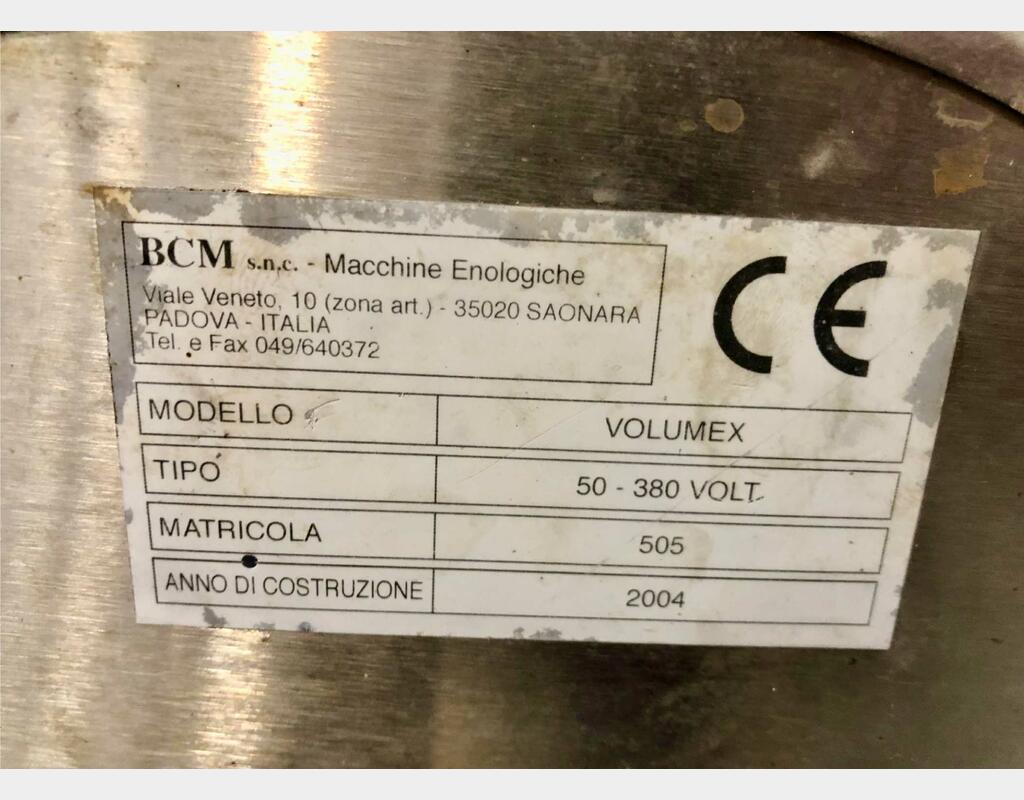 BCM s.n.c. - Macchine Enologiche
Viale Veneto, 10 (zona art.) - 35020 SAONARA
PADOVA - ITALIA
Tel. e Fax 049/640372
CE
MODELLO VOLUMEX
TIPO 50 - 380 VOLT
MATRICOLA 505
ANNO DI COSTRUZIONE 2004